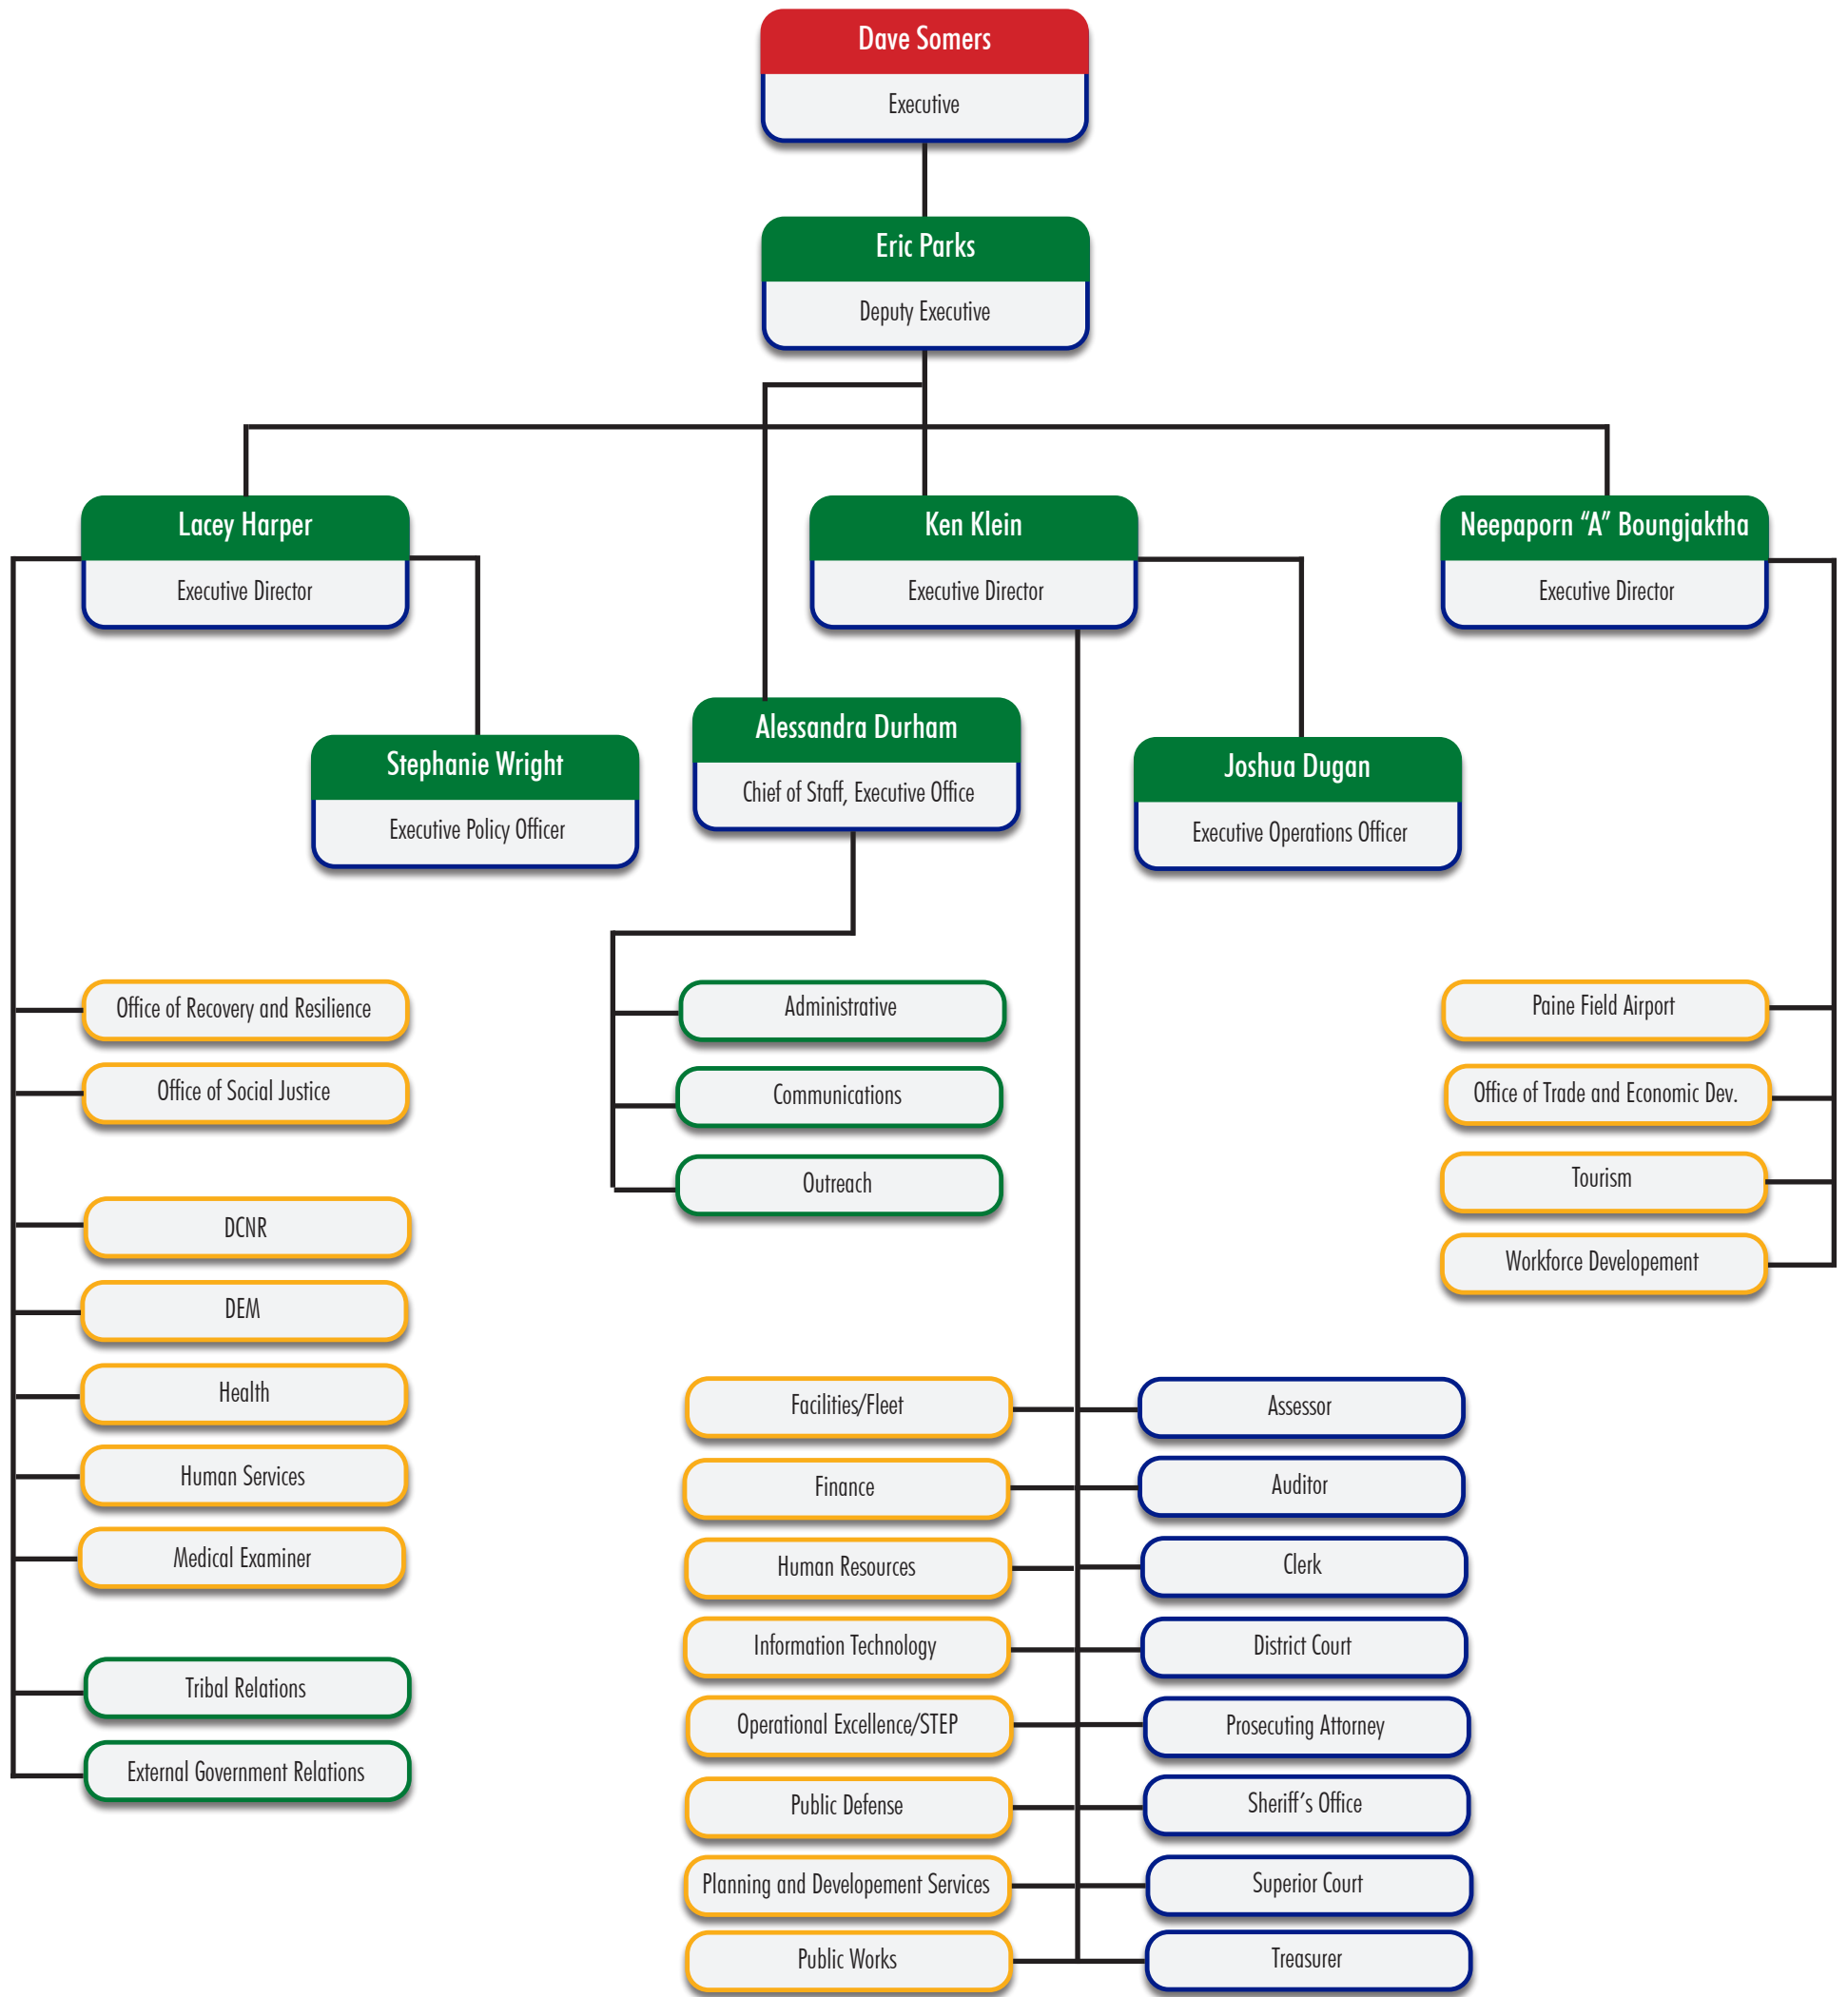 Dave Somers
Executive
Eric Parks
Deputy Executive
Lacey Harper
Executive Director
Ken Klein
Executive Director
Neepaporn “A” Boungjaktha
Executive Director
Stephanie Wright
Executive Policy Officer
Alessandra Durham
Chief of Staff, Executive Office
Joshua Dugan
Executive Operations Officer
Office of Recovery and Resilience
Office of Social Justice
DCNR
DEM
Health
Human Services
Medical Examiner
Tribal Relations
External Government Relations
Administrative
Communications
Outreach
Facilities/Fleet
Finance
Human Resources
Information Technology
Operational Excellence/STEP
Public Defense
Planning and Developement Services
Public Works
Assessor
Auditor
Clerk
District Court
Prosecuting Attorney
Sheriff’s Office
Superior Court
Treasurer
Paine Field Airport
Office of Trade and Economic Dev.
Tourism
Workforce Developement